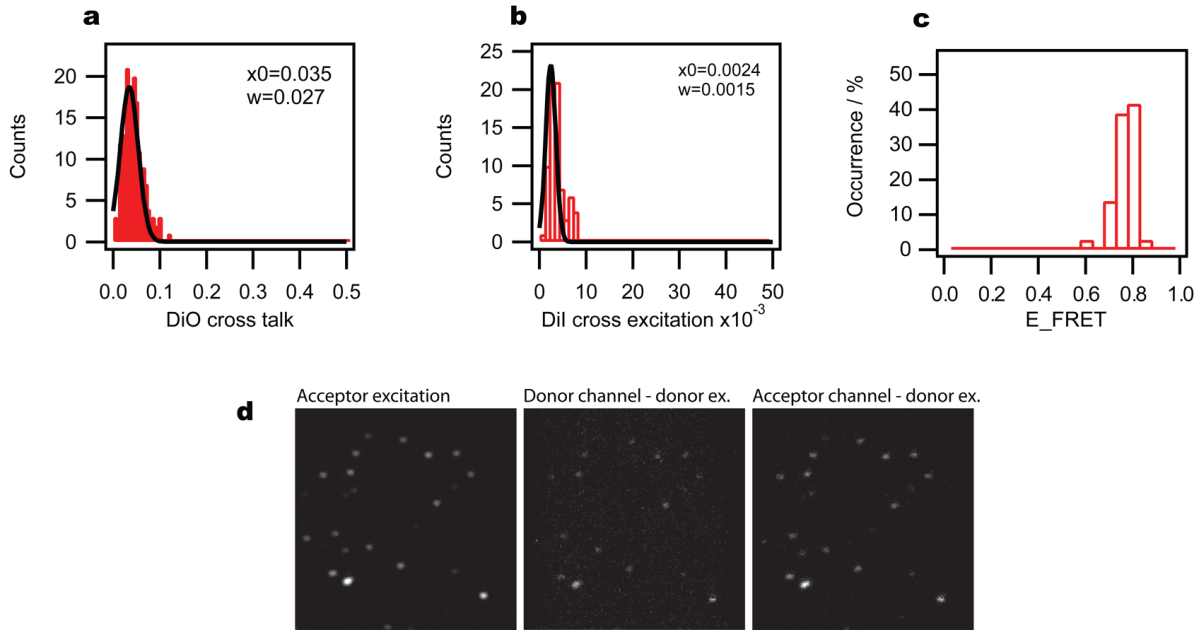 a
Counts
20
15
10
5
0
x0=0.035
w=0.027
0.0 0.1 0.2 0.3 0.4 0.5
DiO cross talk
b
Counts
25
20
15
10
5
0
x0=0.0024
w=0.0015
0 10 20 30 40 50
DiI cross excitation x10⁻³
c
Occurrence / %
50
40
30
20
10
0
0.0 0.2 0.4 0.6 0.8 1.0
E_FRET
d
Acceptor excitation
Donor channel - donor ex.
Acceptor channel - donor ex.